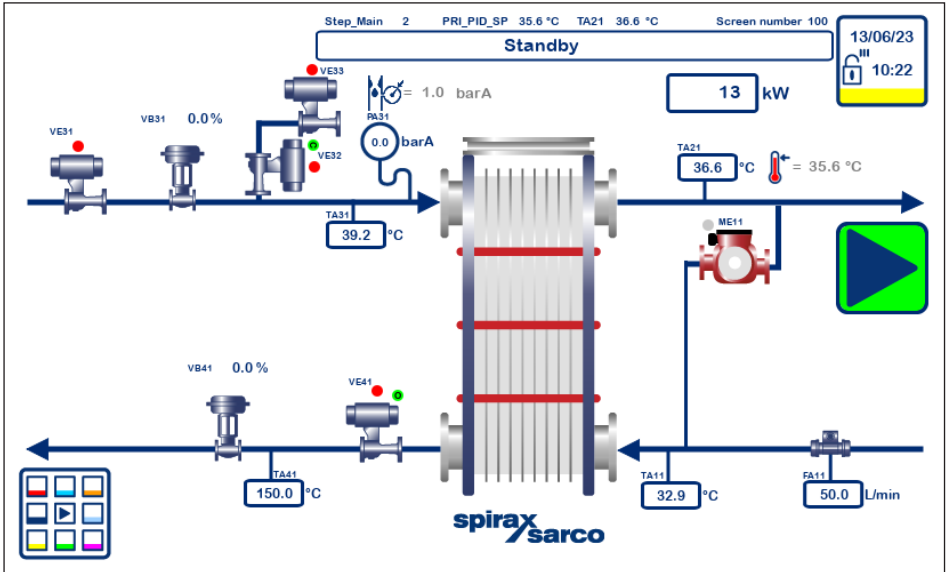 Step_Main 2 PRI_PID_SP 35.6 °C TA21 36.6 °C Screen number 100
Standby
13/06/23
10:22
VE33
= 1.0 barA
13 kW
PA31
VE31
VB31 0.0%
0.0 barA
VE32
TA21
36.6 °C
= 35.6 °C
TA31
39.2 °C
ME11
VB41 0.0%
VE41
TA41
150.0 °C
TA11
32.9 °C
FA11
50.0 L/min
spirax
sarco